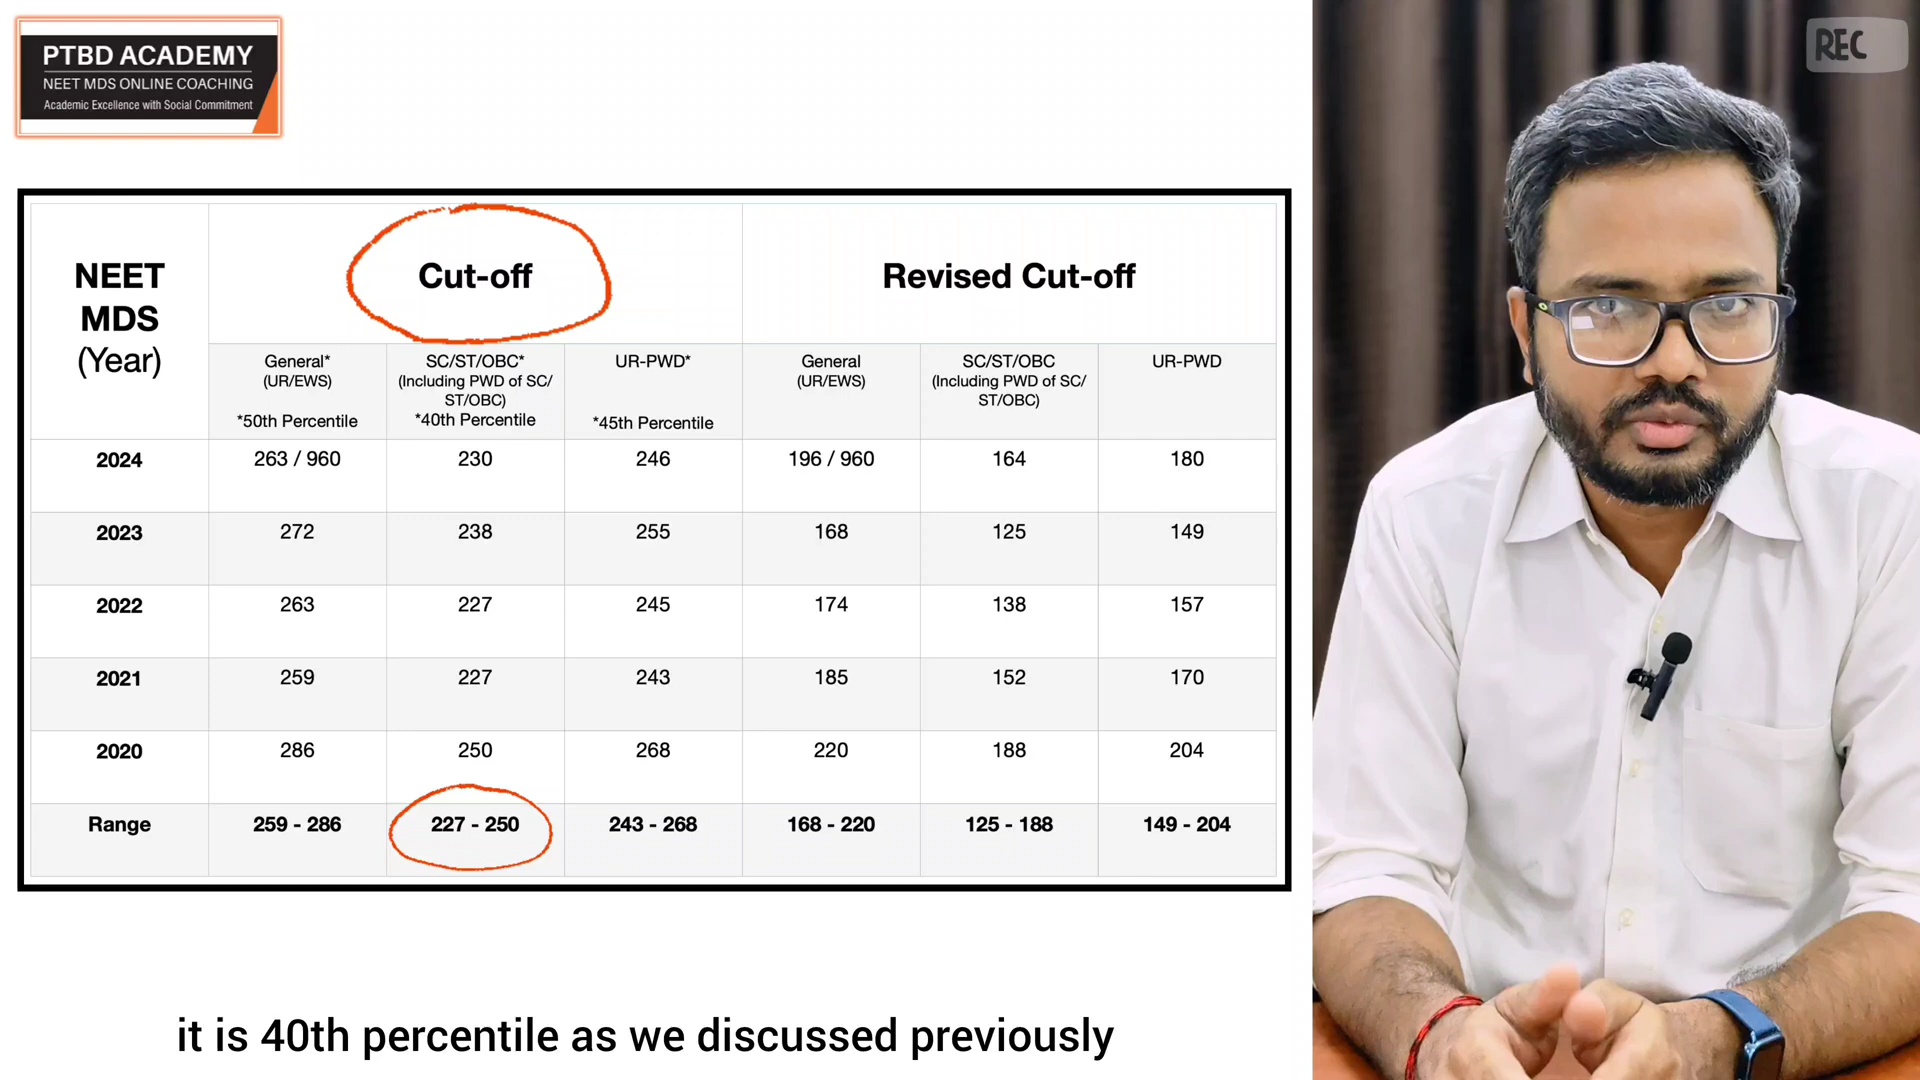 PTBD ACADEMY
NEET MDS ONLINE COACHING
Academic Excellence with Social Commitment
REC
NEET
MDS
(Year)
Cut-off
Revised Cut-off
General*
(UR/EWS)
*50th Percentile
SC/ST/OBC*
(Including PWD of SC/
ST/OBC)
*40th Percentile
UR-PWD*
*45th Percentile
General
(UR/EWS)
SC/ST/OBC
(Including PWD of SC/
ST/OBC)
UR-PWD
2024 263 / 960 230 246 196 / 960 164 180
2023 272 238 255 168 125 149
2022 263 227 245 174 138 157
2021 259 227 243 185 152 170
2020 286 250 268 220 188 204
Range 259 - 286 227 - 250 243 - 268 168 - 220 125 - 188 149 - 204
it is 40th percentile as we discussed previously